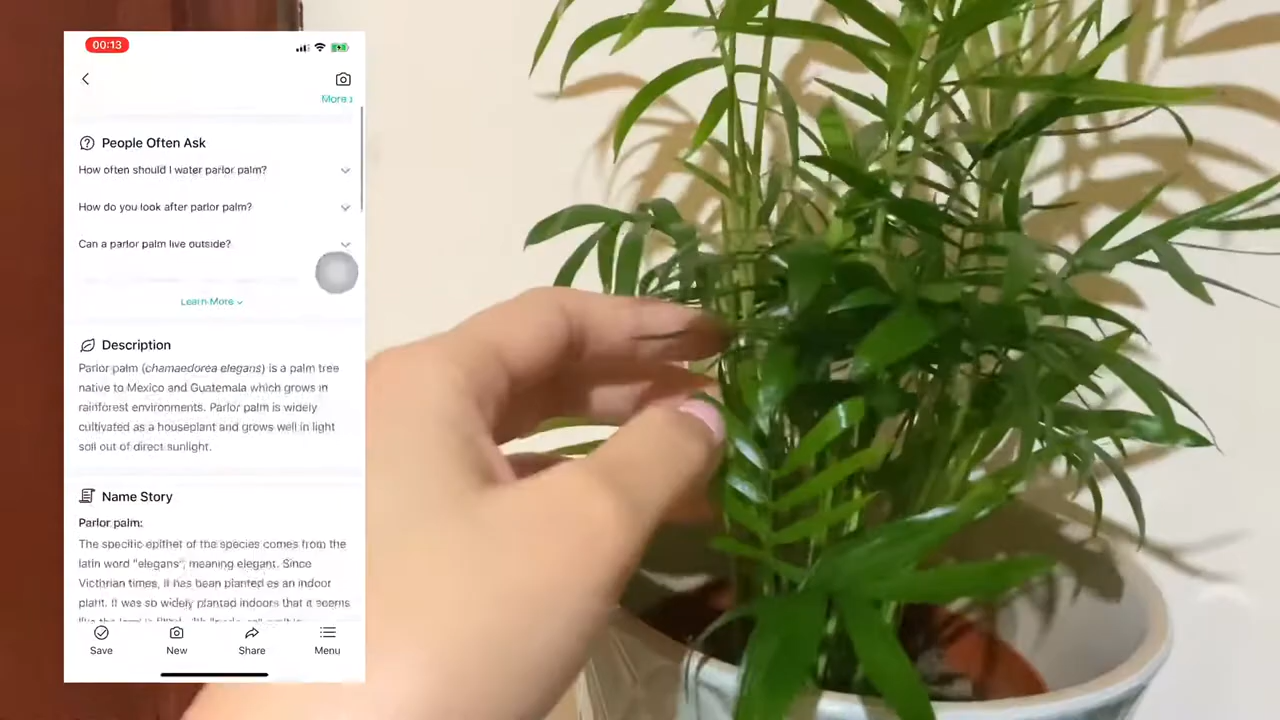 00:13
More ›
People Often Ask
How often should I water parlor palm?
How do you look after parlor palm?
Can a parlor palm live outside?
Learn More
Description
Parlor palm (chamaedorea elegans) is a palm tree
native to Mexico and Guatemala which grows in
rainforest environments. Parlor palm is widely
cultivated as a houseplant and grows well in light
soil out of direct sunlight.
Name Story
Parlor palm:
The specific epithet of the species comes from the
latin word "elegans", meaning elegant. Since
Victorian times, it has been planted as an indoor
plant. It was so widely planted indoors that it seems
Save
New
Share
Menu